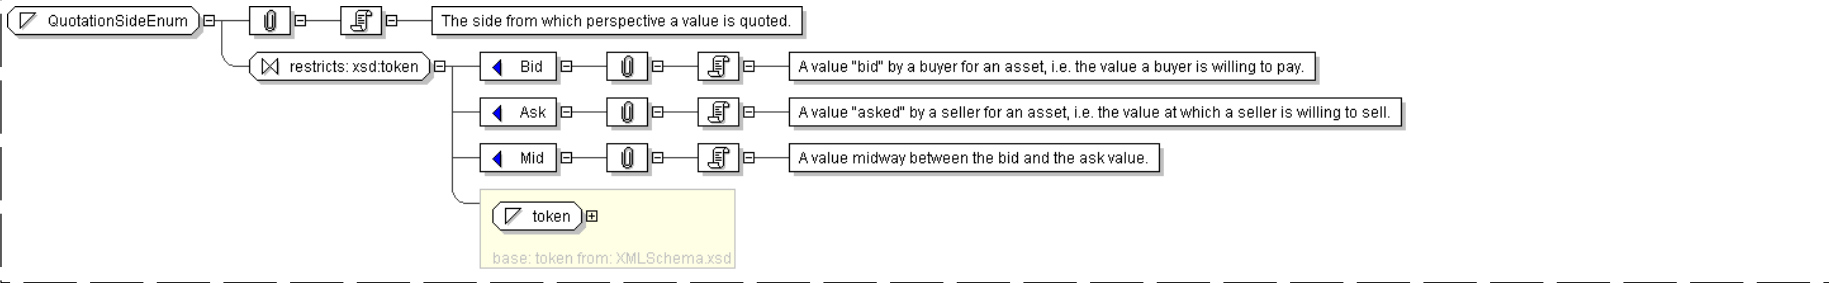 QuotationSideEnum
The side from which perspective a value is quoted.
restricts: xsd:token
Bid
A value "bid" by a buyer for an asset, i.e. the value a buyer is willing to pay.
Ask
A value "asked" by a seller for an asset, i.e. the value at which a seller is willing to sell.
Mid
A value midway between the bid and the ask value.
token
base: token from: XMLSchema.xsd